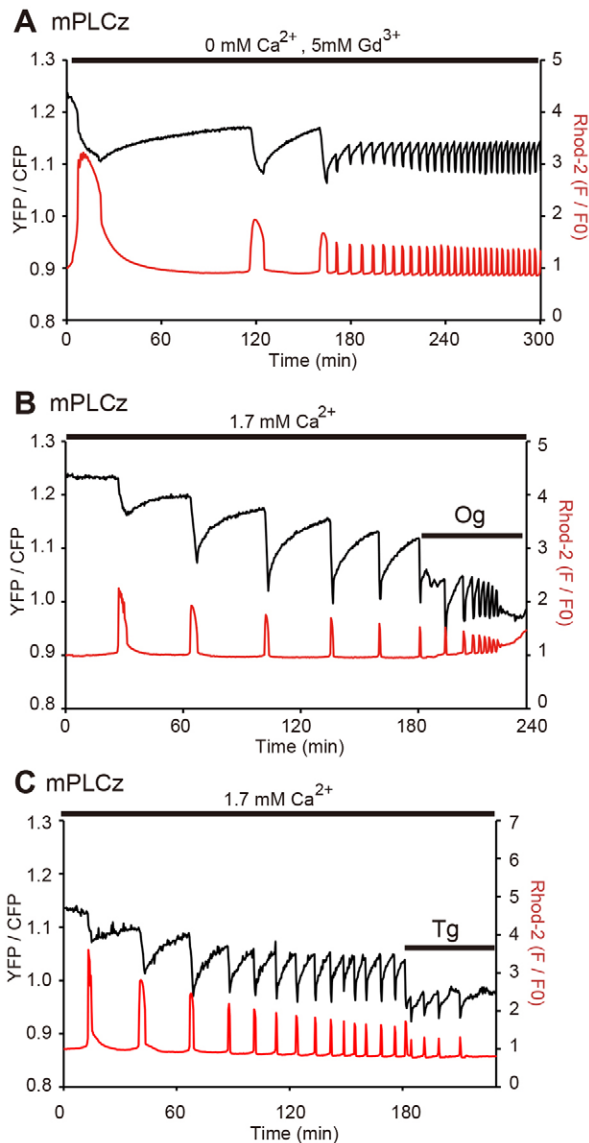 A mPLCz
0 mM Ca2+ , 5mM Gd3+
1.3
1.2
1.1
1.0
0.9
0.8
YFP / CFP
5
4
3
2
1
0
Rhod-2 (F / F0)
0 60 120 180 240 300
Time (min)
B mPLCz
1.7 mM Ca2+
Og
1.3
1.2
1.1
1.0
0.9
0.8
YFP / CFP
5
4
3
2
1
0
Rhod-2 (F / F0)
0 60 120 180 240
Time (min)
C mPLCz
1.7 mM Ca2+
Tg
1.3
1.2
1.1
1.0
0.9
0.8
YFP / CFP
7
6
5
4
3
2
1
0
Rhod-2 (F / F0)
0 60 120 180
Time (min)